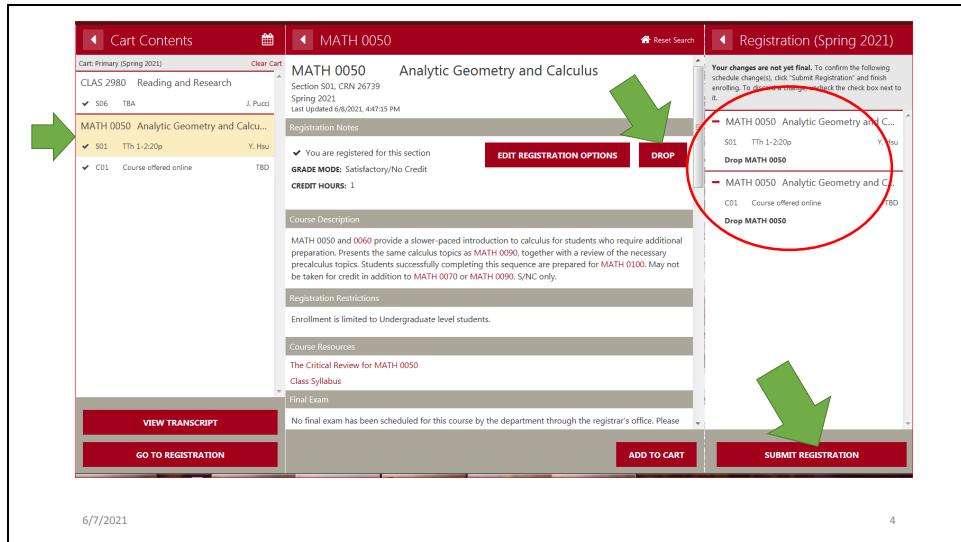 Cart Contents
Cart: Primary (Spring 2021) Clear Cart
CLAS 2980 Reading and Research
S06 TBA J. Pucci
MATH 0050 Analytic Geometry and Calcu...
S01 TTh 1-2:20p Y. Hsu
C01 Course offered online TBD
VIEW TRANSCRIPT
GO TO REGISTRATION
MATH 0050 Reset Search
MATH 0050 Analytic Geometry and Calculus
Section S01, CRN 26739
Spring 2021
Last Updated 6/8/2021, 4:47:15 PM
Registration Notes
You are registered for this section
EDIT REGISTRATION OPTIONS DROP
GRADE MODE: Satisfactory/No Credit
CREDIT HOURS: 1
Course Description
MATH 0050 and 0060 provide a slower-paced introduction to calculus for students who require additional
preparation. Presents the same calculus topics as MATH 0090, together with a review of the necessary
precalculus topics. Students successfully completing this sequence are prepared for MATH 0100. May not
be taken for credit in addition to MATH 0070 or MATH 0090. S/NC only.
Registration Restrictions
Enrollment is limited to Undergraduate level students.
Course Resources
The Critical Review for MATH 0050
Class Syllabus
Final Exam
No final exam has been scheduled for this course by the department through the registrar's office. Please
ADD TO CART
Registration (Spring 2021)
Your changes are not yet final. To confirm the following
schedule change(s), click "Submit Registration" and finish
enrolling. To discard a change, uncheck the check box next to
it.
MATH 0050 Analytic Geometry and C...
S01 TTh 1-2:20p Y. Hsu
Drop MATH 0050
MATH 0050 Analytic Geometry and C...
C01 Course offered online TBD
Drop MATH 0050
SUBMIT REGISTRATION
6/7/2021 4